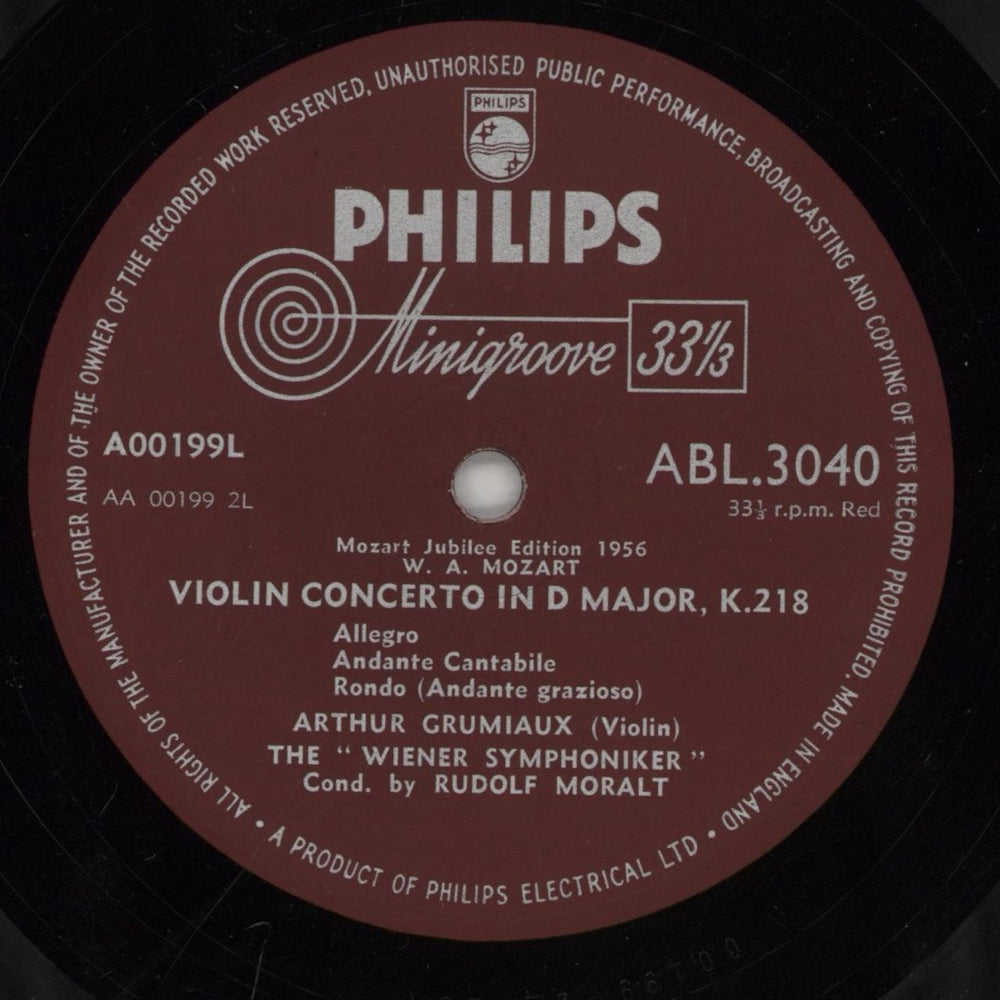 ALL RIGHTS OF THE MANUFACTURER AND OF THE OWNER OF THE RECORDED WORK RESERVED, UNAUTHORISED PUBLIC PERFORMANCE, BROADCASTING AND COPYING OF THIS RECORD PROHIBITED. MADE IN ENGLAND
PHILIPS
PHILIPS
Minigroove 33⅓
A00199L
ABL.3040
AA 00199 2L
33⅓ r.p.m. Red
Mozart Jubilee Edition 1956
W. A. MOZART
VIOLIN CONCERTO IN D MAJOR, K.218
Allegro
Andante Cantabile
Rondo (Andante grazioso)
ARTHUR GRUMIAUX (Violin)
THE “ WIENER SYMPHONIKER ”
Cond. by RUDOLF MORALT
• A PRODUCT OF PHILIPS ELECTRICAL LTD •